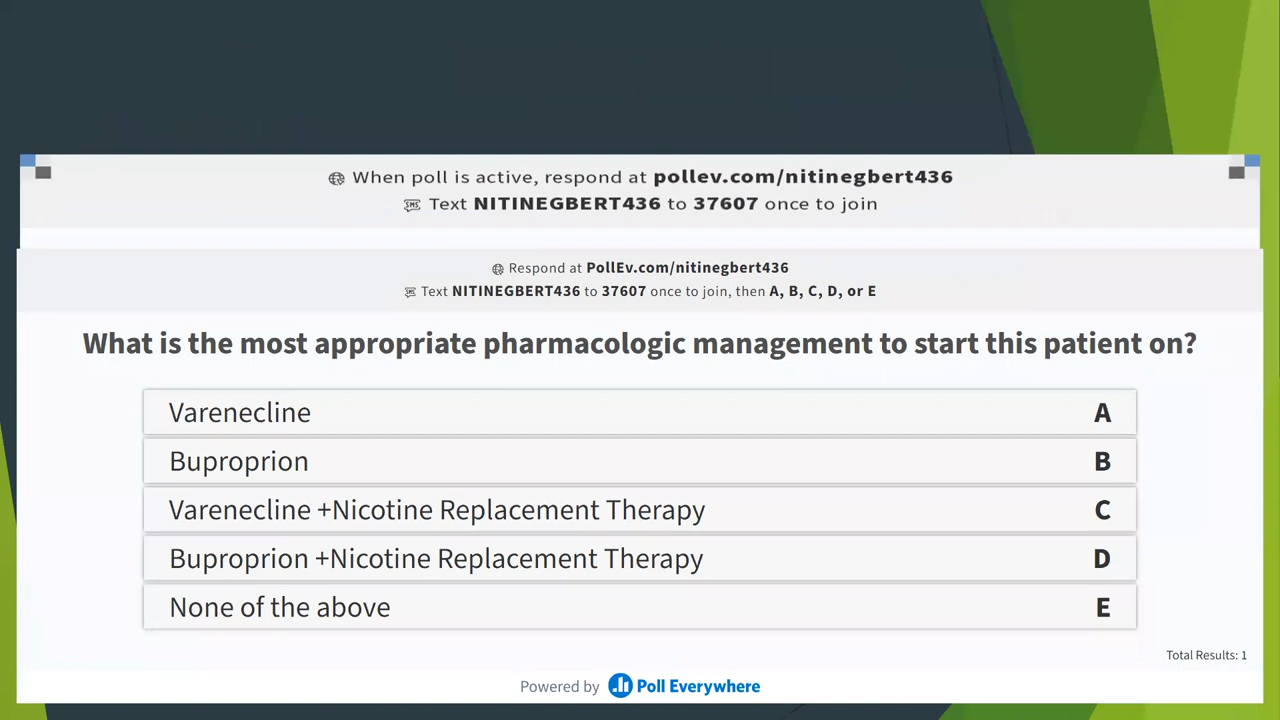 When poll is active, respond at pollev.com/nitinegbert436
Text NITINEGBERT436 to 37607 once to join
Respond at PollEv.com/nitinegbert436
Text NITINEGBERT436 to 37607 once to join, then A, B, C, D, or E
What is the most appropriate pharmacologic management to start this patient on?
Varenecline A
Buproprion B
Varenecline +Nicotine Replacement Therapy C
Buproprion +Nicotine Replacement Therapy D
None of the above E
Total Results: 1
Powered by Poll Everywhere